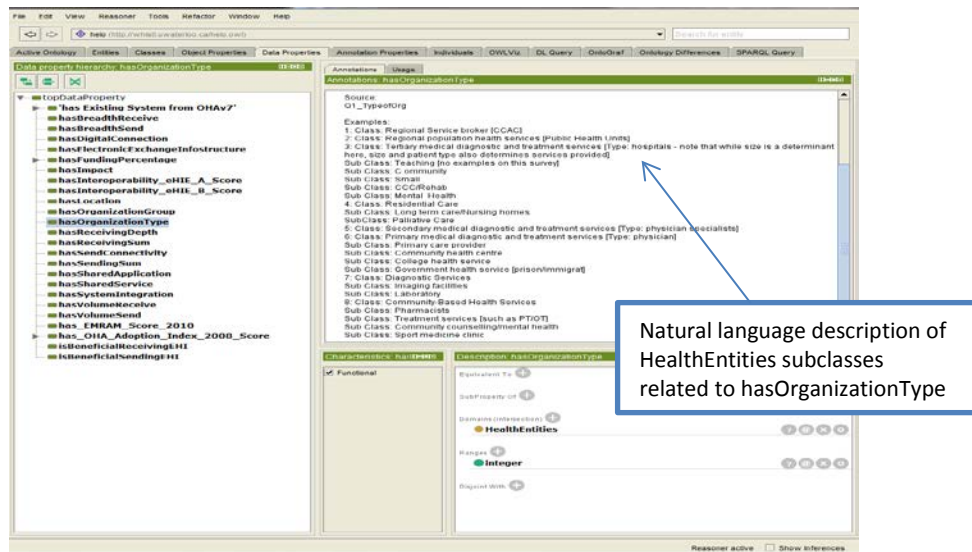 File Edit View Reasoner Tools Refactor Window Help
help (http://whiteli.uwaterloo.ca/help.owl)
Search for entity
Active Ontology Entities Classes Object Properties Data Properties Annotation Properties Individuals OWLViz DL Query OntoGraf Ontology Differences SPARQL Query
Data property hierarchy: hasOrganizationType
topDataProperty
'has Existing System from OHAv7'
hasBreadthReceive
hasBreadthSend
hasDigitalConnection
hasElectronicExchangeInfostructure
hasFundingPercentage
hasImpact
hasInteroperability_eHIE_A_Score
hasInteroperability_eHIE_B_Score
hasLocation
hasOrganizationGroup
hasOrganizationType
hasReceivingDepth
hasReceivingSum
hasSendConnectivity
hasSendingSum
hasSharedApplication
hasSharedService
hasSystemIntegration
hasVolumeReceive
hasVolumeSend
has_EMRAM_Score_2010
has_OHA_Adoption_Index_2008_Score
isBeneficialReceivingEHI
isBeneficialSendingEHI
Annotations Usage
Annotations: hasOrganizationType
Source:
Q1_TypeofOrg
Examples:
1: Class: Regional Service broker [CCAC]
2: Class: Regional population health services [Public Health Units]
3: Class: Tertiary medical diagnostic and treatment services [Type: hospitals - note that while size is a determinant
here, size and patient type also determines services provided]
Sub Class: Teaching [no examples on this survey]
Sub Class: C ommunity
Sub Class: Small
Sub Class: CCC/Rehab
Sub Class: Mental Health
4: Class: Residential Care
Sub Class: Long term care/Nursing homes
SubClass: Palliative Care
5: Class: Secondary medical diagnostic and treatment services [Type: physician specialists]
6: Class: Primary medical diagnostic and treatment services [Type: physician]
Sub Class: Primary care provider
Sub Class: Community health centre
Sub Class: College health service
Sub Class: Government health service [prison/immigrat]
7: Class: Diagnostic Services
Sub Class: Imaging facilities
Sub Class: Laboratory
8: Class: Community-Based Health Services
Sub Class: Pharmacists
Sub Class: Treatment services [such as PT/OT]
Sub Class: Community counselling/mental health
Sub Class: Sport medicine clinic
Natural language description of
HealthEntities subclasses
related to hasOrganizationType
Characteristics: has
Functional
Description: hasOrganizationType
Equivalent To
SubProperty Of
Domains (intersection)
HealthEntities
Ranges
integer
Disjoint With
Reasoner active Show Inferences